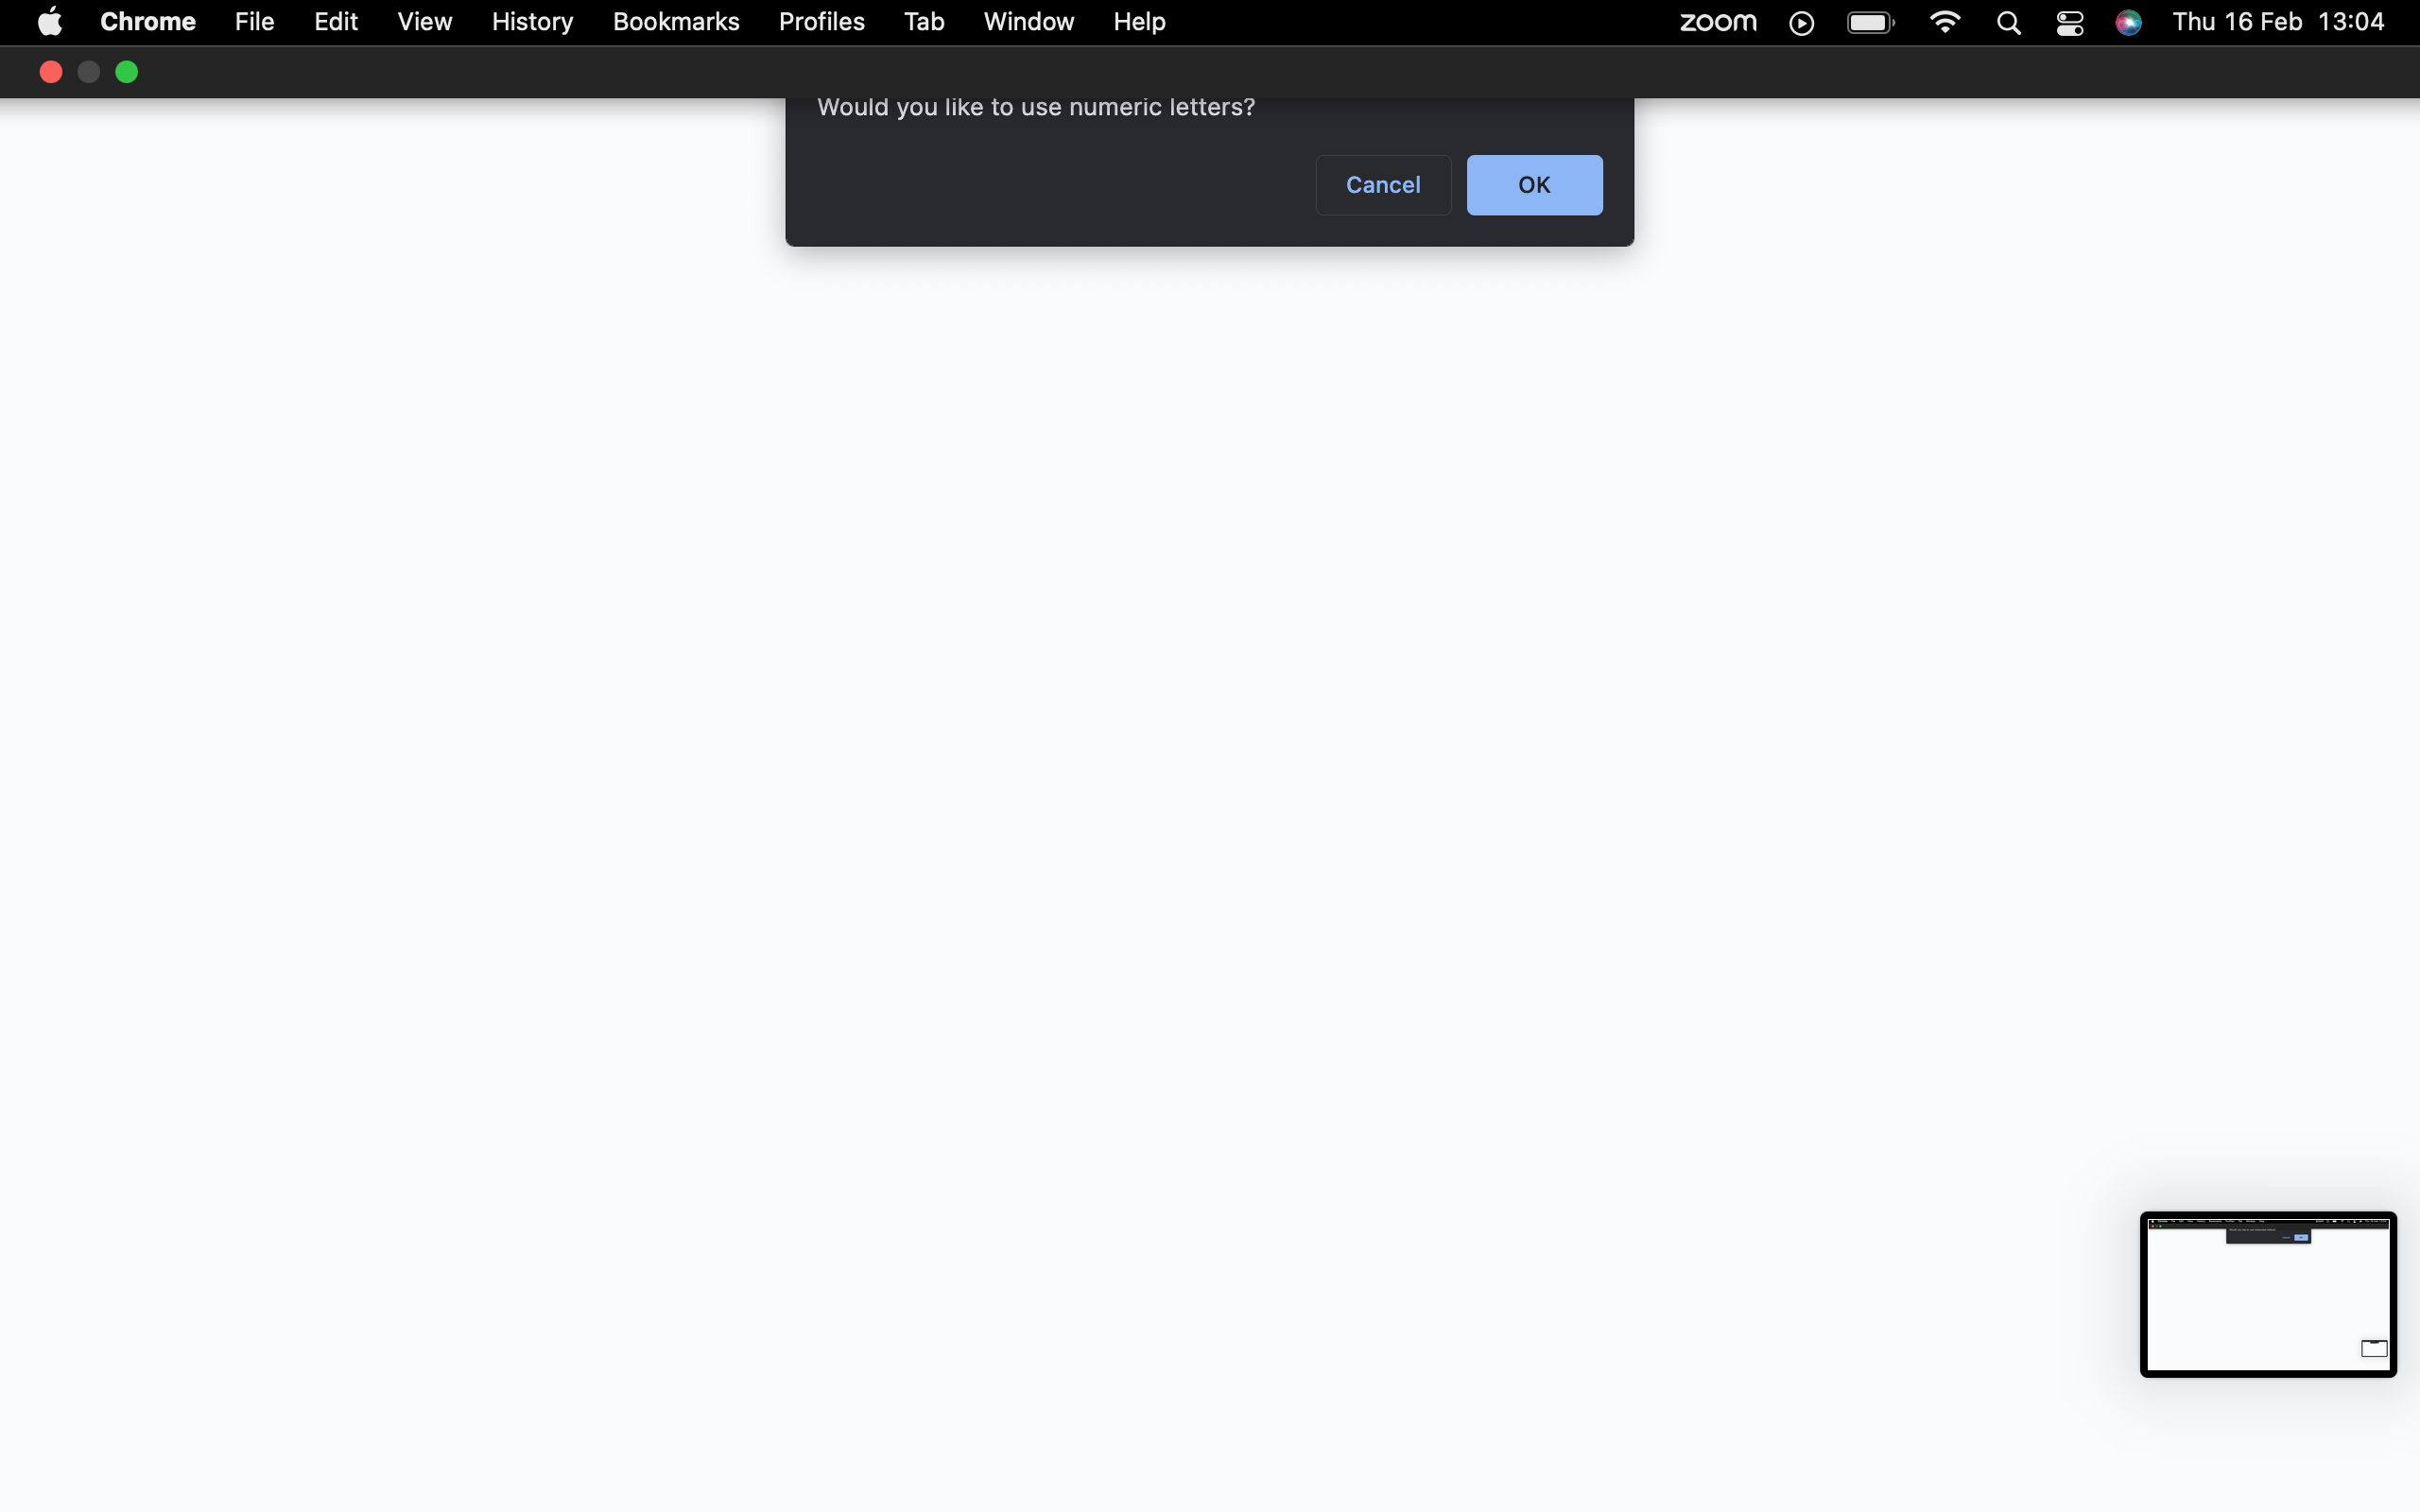 Chrome File Edit View History Bookmarks Profiles Tab Window Help zoom Thu 16 Feb 13:04
Would you like to use numeric letters?
Cancel OK